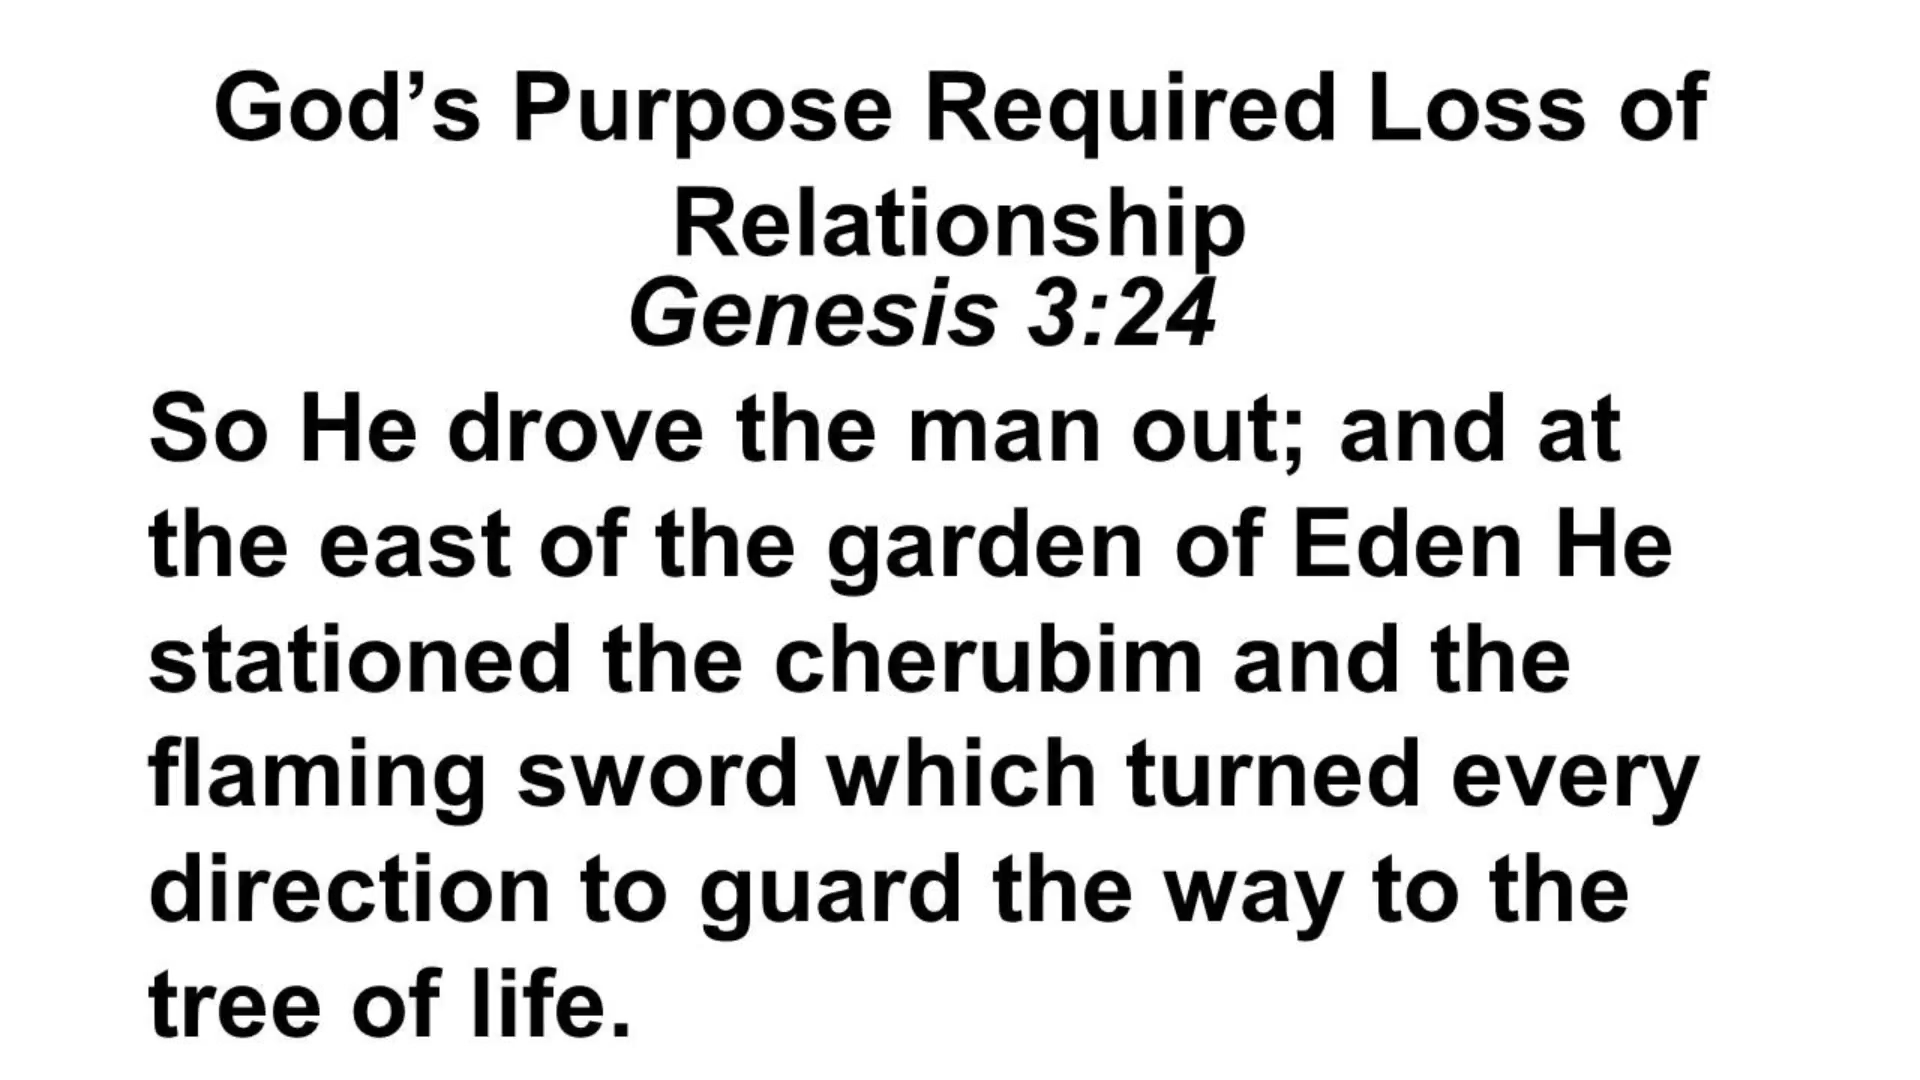 God’s Purpose Required Loss of
Relationship
Genesis 3:24
So He drove the man out; and at
the east of the garden of Eden He
stationed the cherubim and the
flaming sword which turned every
direction to guard the way to the
tree of life.